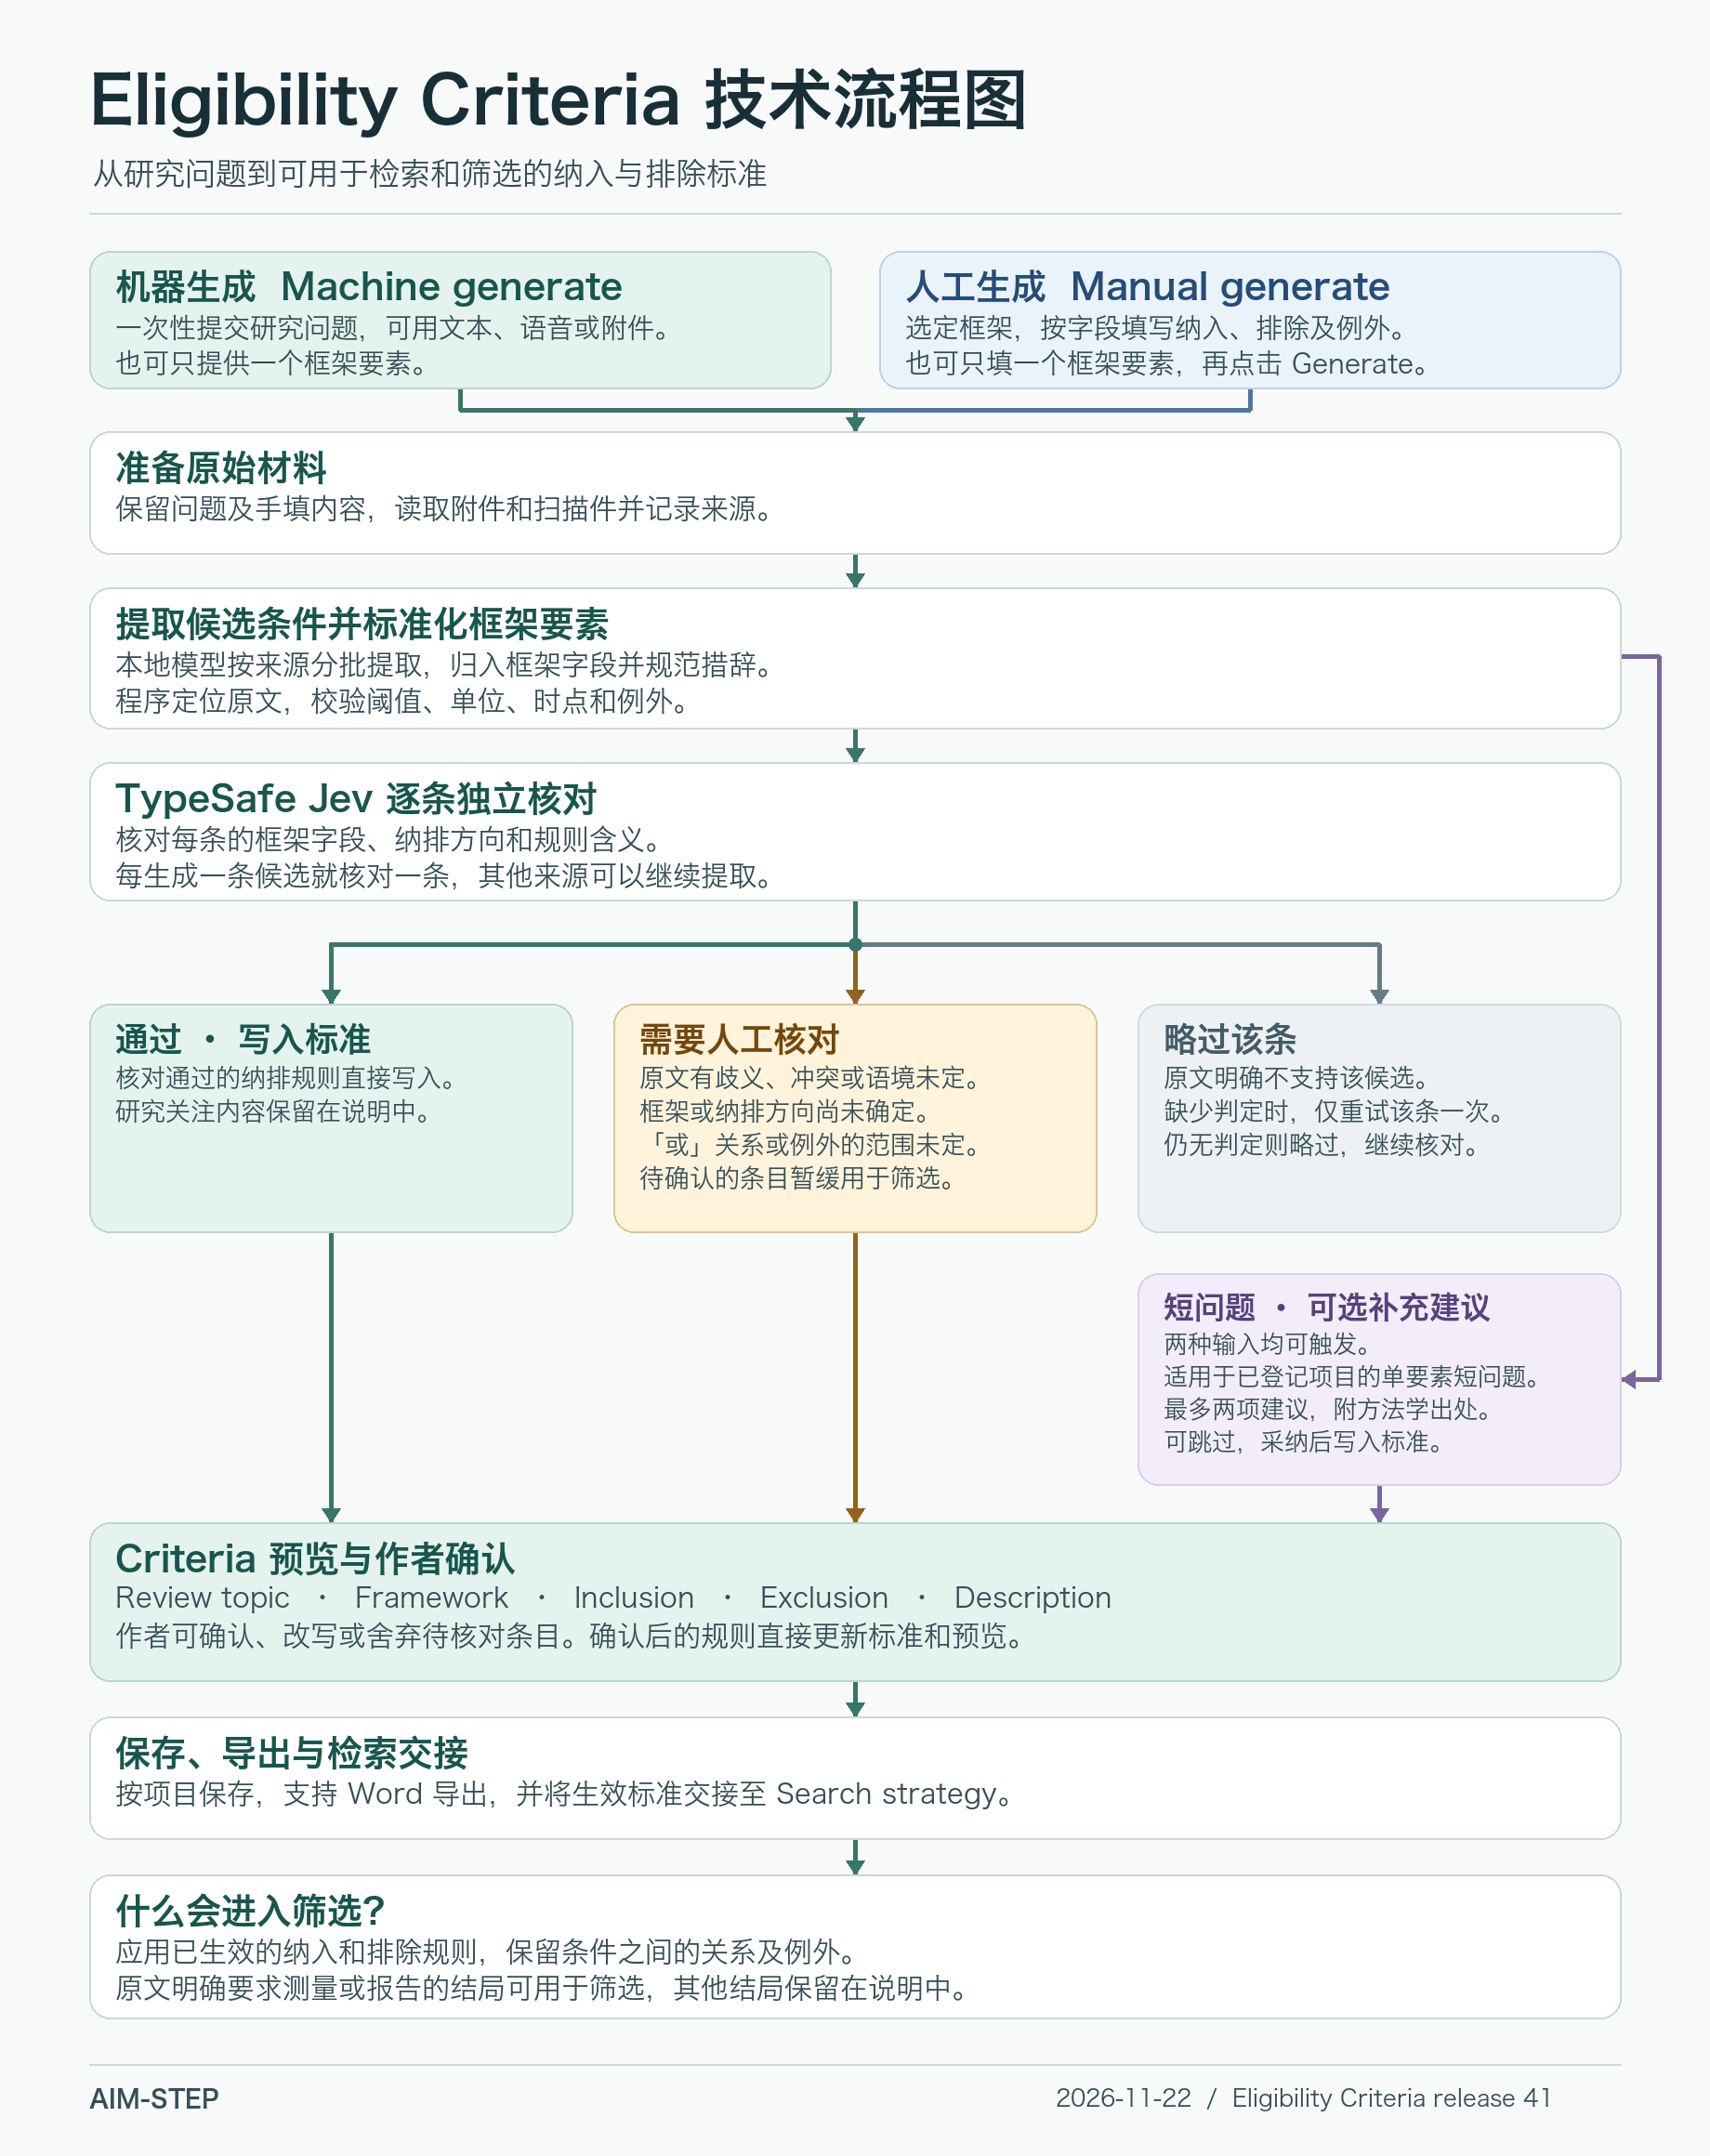 Eligibility Criteria 技术流程图
从研究问题到可用于检索和筛选的纳入与排除标准
机器生成 Machine generate
一次性提交研究问题，可用文本、语音或附件。
也可只提供一个框架要素。
人工生成 Manual generate
选定框架，按字段填写纳入、排除及例外。
也可只填一个框架要素，再点击 Generate。
准备原始材料
保留问题及手填内容，读取附件和扫描件并记录来源。
提取候选条件并标准化框架要素
本地模型按来源分批提取，归入框架字段并规范措辞。
程序定位原文，校验阈值、单位、时点和例外。
TypeSafe Jev 逐条独立核对
核对每条的框架字段、纳排方向和规则含义。
每生成一条候选就核对一条，其他来源可以继续提取。
通过 · 写入标准
核对通过的纳排规则直接写入。
研究关注内容保留在说明中。
需要人工核对
原文有歧义、冲突或语境未定。
框架或纳排方向尚未确定。
「或」关系或例外的范围未定。
待确认的条目暂缓用于筛选。
略过该条
原文明确不支持该候选。
缺少判定时，仅重试该条一次。
仍无判定则略过，继续核对。
短问题 · 可选补充建议
两种输入均可触发。
适用于已登记项目的单要素短问题。
最多两项建议，附方法学出处。
可跳过，采纳后写入标准。
Criteria 预览与作者确认
Review topic · Framework · Inclusion · Exclusion · Description
作者可确认、改写或舍弃待核对条目。确认后的规则直接更新标准和预览。
保存、导出与检索交接
按项目保存，支持 Word 导出，并将生效标准交接至 Search strategy。
什么会进入筛选？
应用已生效的纳入和排除规则，保留条件之间的关系及例外。
原文明确要求测量或报告的结局可用于筛选，其他结局保留在说明中。
AIM-STEP
2026-11-22 / Eligibility Criteria release 41